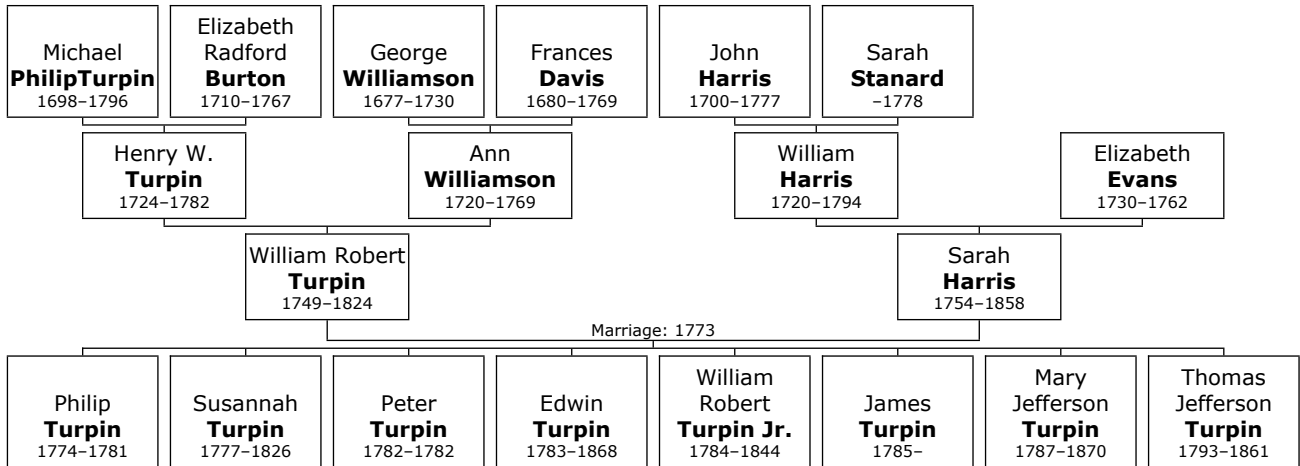 Michael
PhilipTurpin
1698–1796
Elizabeth
Radford
Burton
1710–1767
George
Williamson
1677–1730
Frances
Davis
1680–1769
John
Harris
1700–1777
Sarah
Stanard
–1778
Henry W.
Turpin
1724–1782
Ann
Williamson
1720–1769
William
Harris
1720–1794
Elizabeth
Evans
1730–1762
William Robert
Turpin
1749–1824
Sarah
Harris
1754–1858
Marriage: 1773
Philip
Turpin
1774–1781
Susannah
Turpin
1777–1826
Peter
Turpin
1782–1782
Edwin
Turpin
1783–1868
William
Robert
Turpin Jr.
1784–1844
James
Turpin
1785–
Mary
Jefferson
Turpin
1787–1870
Thomas
Jefferson
Turpin
1793–1861